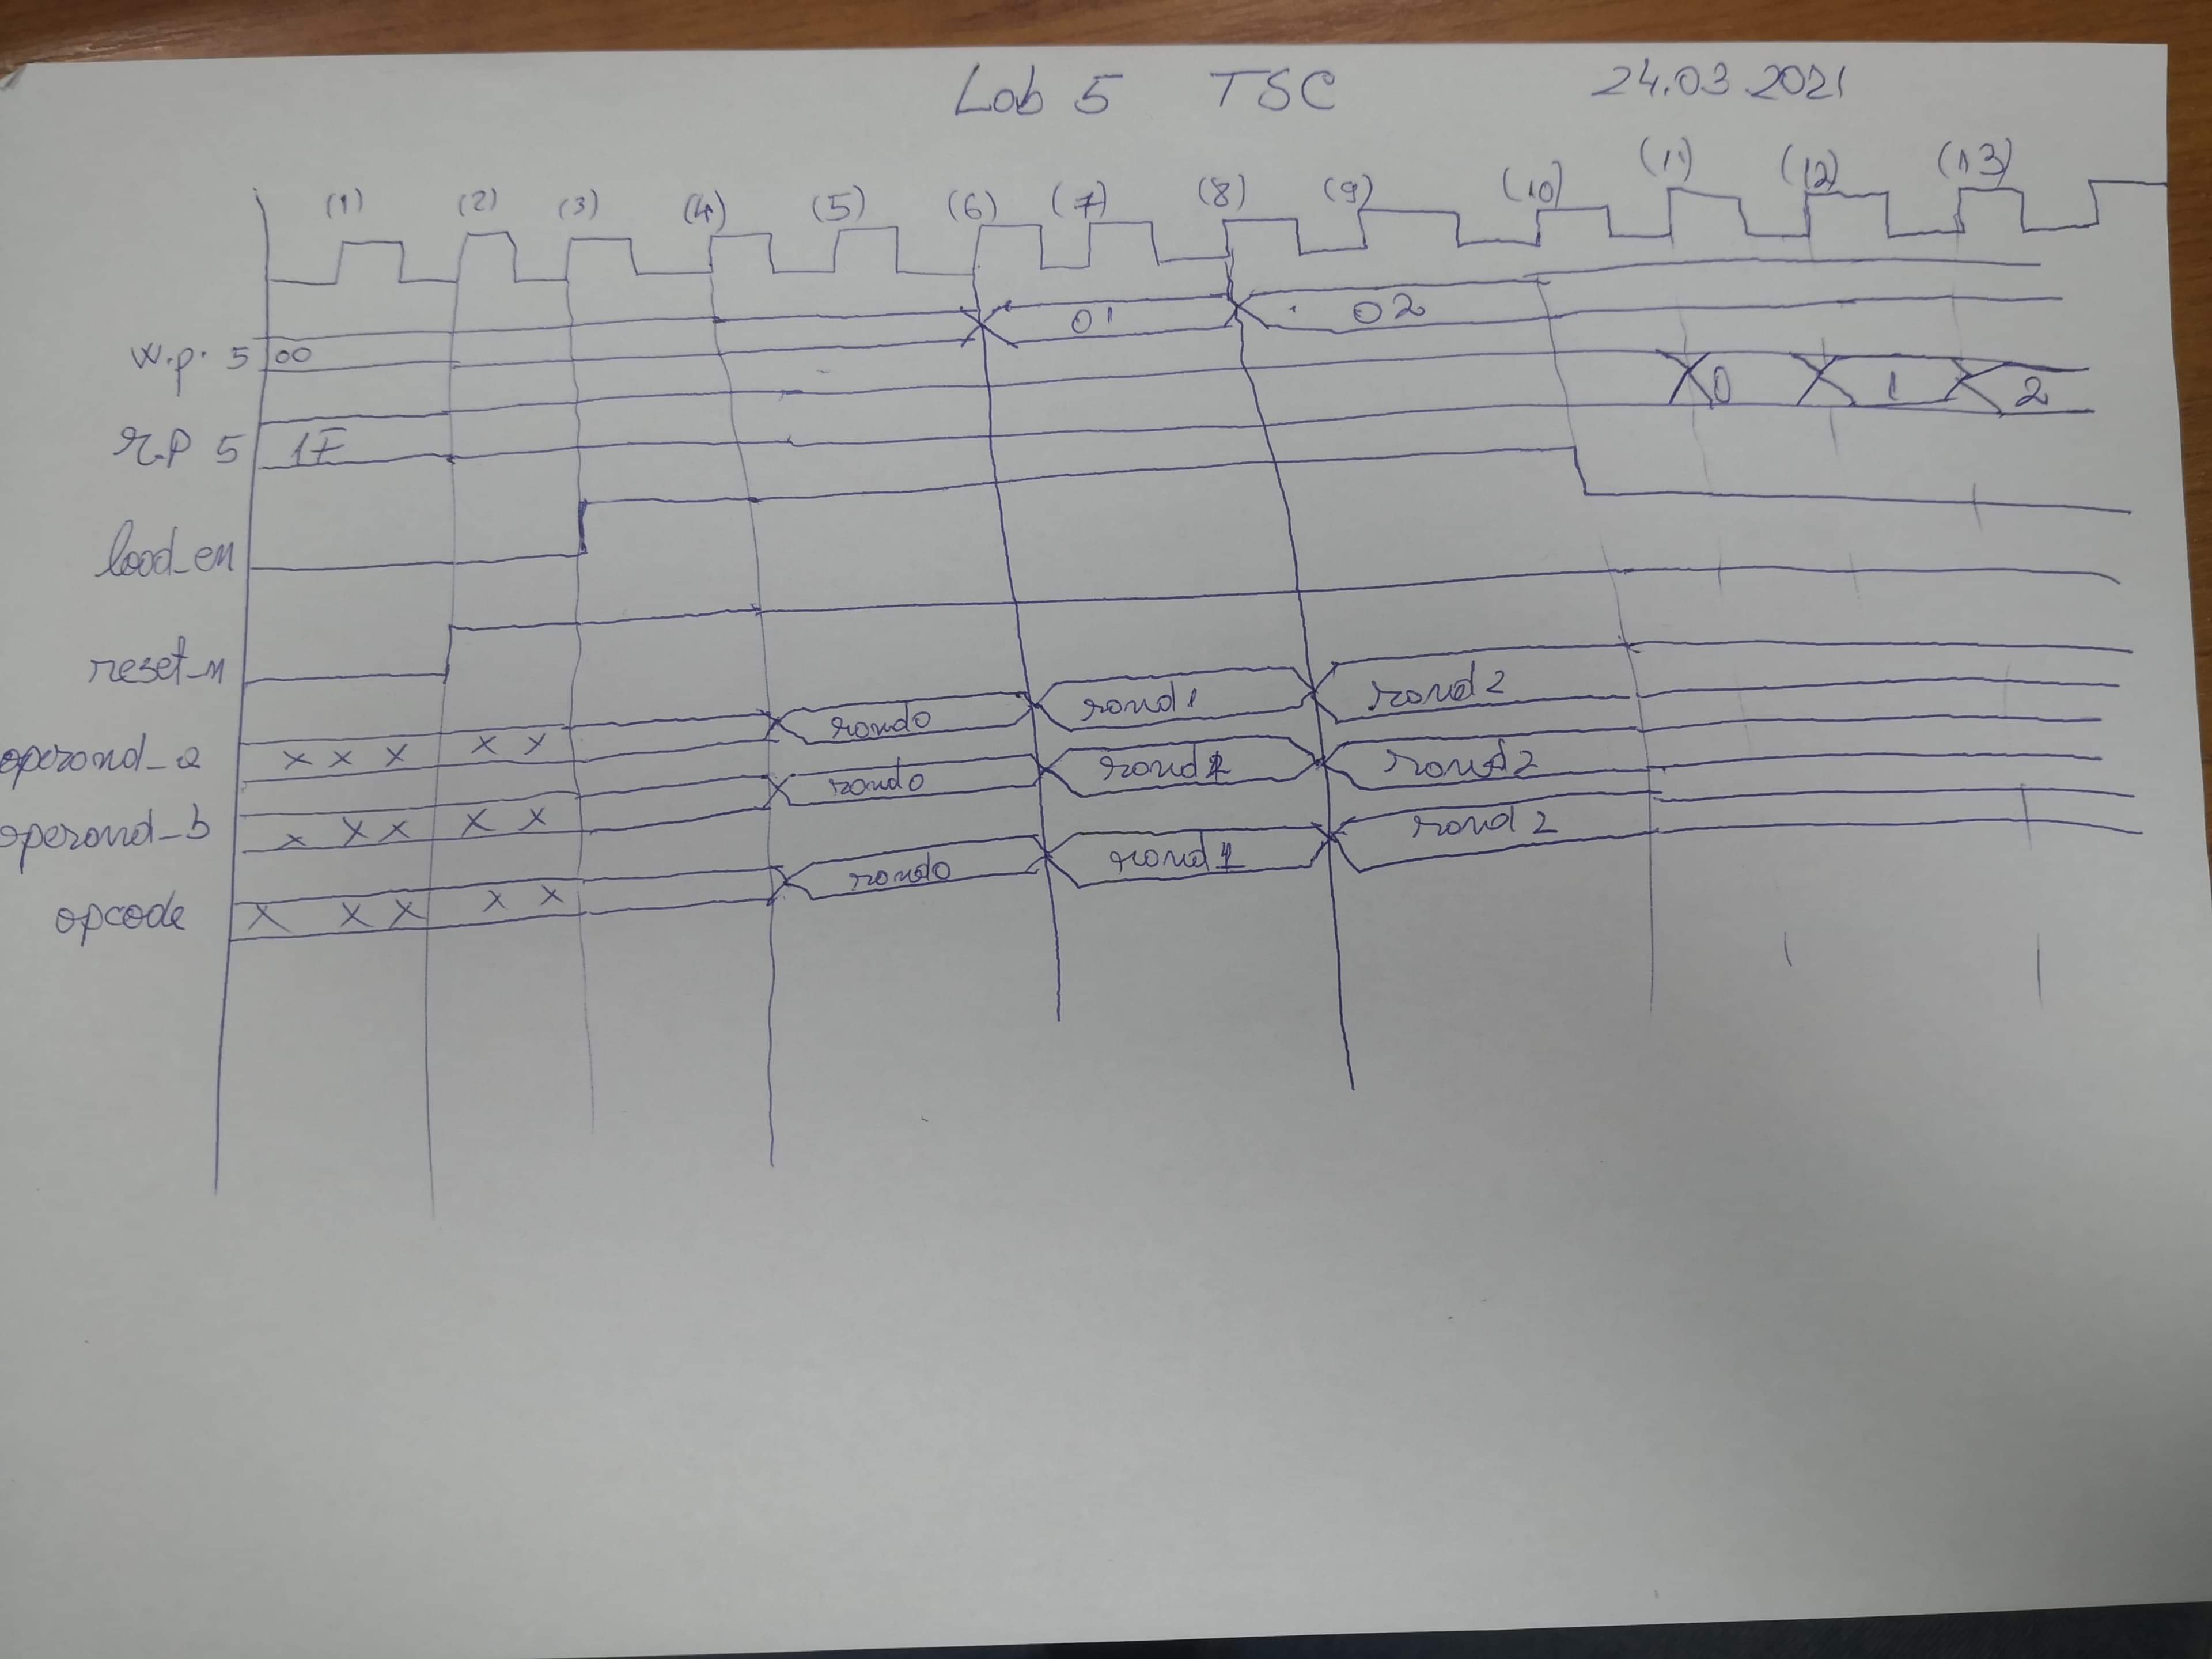 Lab 5 TSC 24.03.2021
(1) (2) (3) (4) (5) (6) (7) (8) (9) (10) (11) (12) (13)
w.p. 5 00 01 02
r.p 5 1F 0 1 2
load_en
reset_n
operand_a x x x x x rand0 rand1 rand2
operand_b x x x x x rand0 rand1 rand2
opcode x x x x x rand0 rand1 rand2